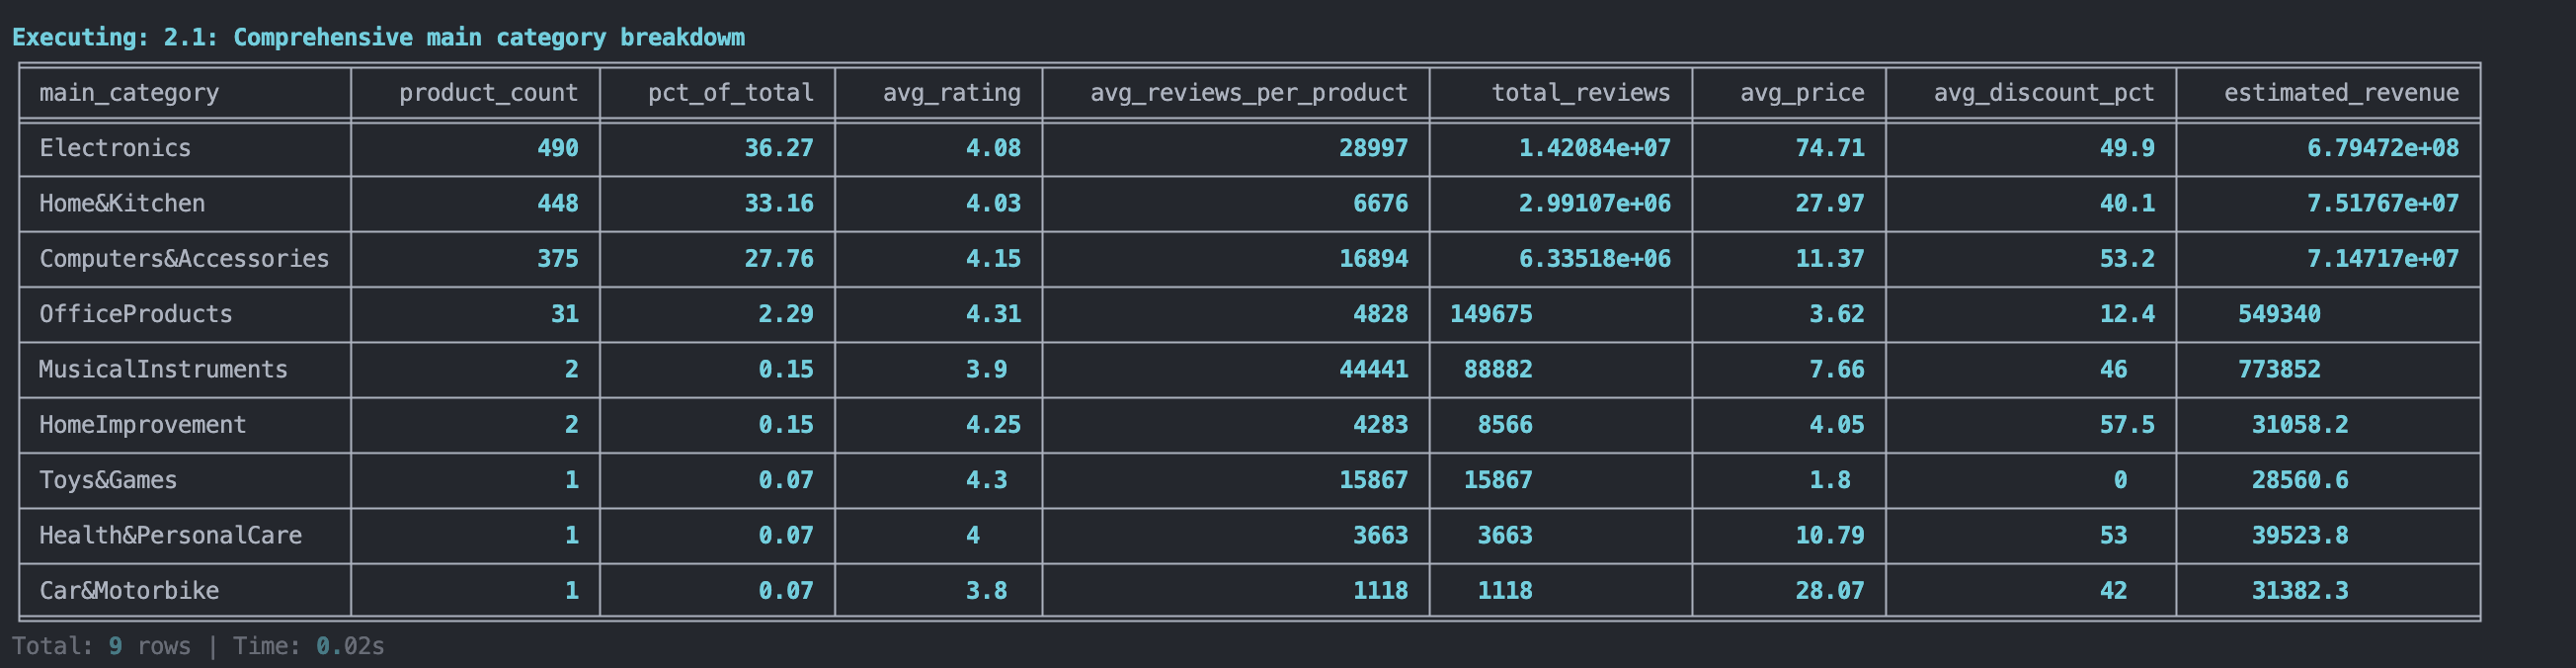 Executing: 2.1: Comprehensive main category breakdowm
main_category product_count pct_of_total avg_rating avg_reviews_per_product total_reviews avg_price avg_discount_pct estimated_revenue
Electronics 490 36.27 4.08 28997 1.42084e+07 74.71 49.9 6.79472e+08
Home&Kitchen 448 33.16 4.03 6676 2.99107e+06 27.97 40.1 7.51767e+07
Computers&Accessories 375 27.76 4.15 16894 6.33518e+06 11.37 53.2 7.14717e+07
OfficeProducts 31 2.29 4.31 4828 149675 3.62 12.4 549340
MusicalInstruments 2 0.15 3.9 44441 88882 7.66 46 773852
HomeImprovement 2 0.15 4.25 4283 8566 4.05 57.5 31058.2
Toys&Games 1 0.07 4.3 15867 15867 1.8 0 28560.6
Health&PersonalCare 1 0.07 4 3663 3663 10.79 53 39523.8
Car&Motorbike 1 0.07 3.8 1118 1118 28.07 42 31382.3
Total: 9 rows | Time: 0.02s